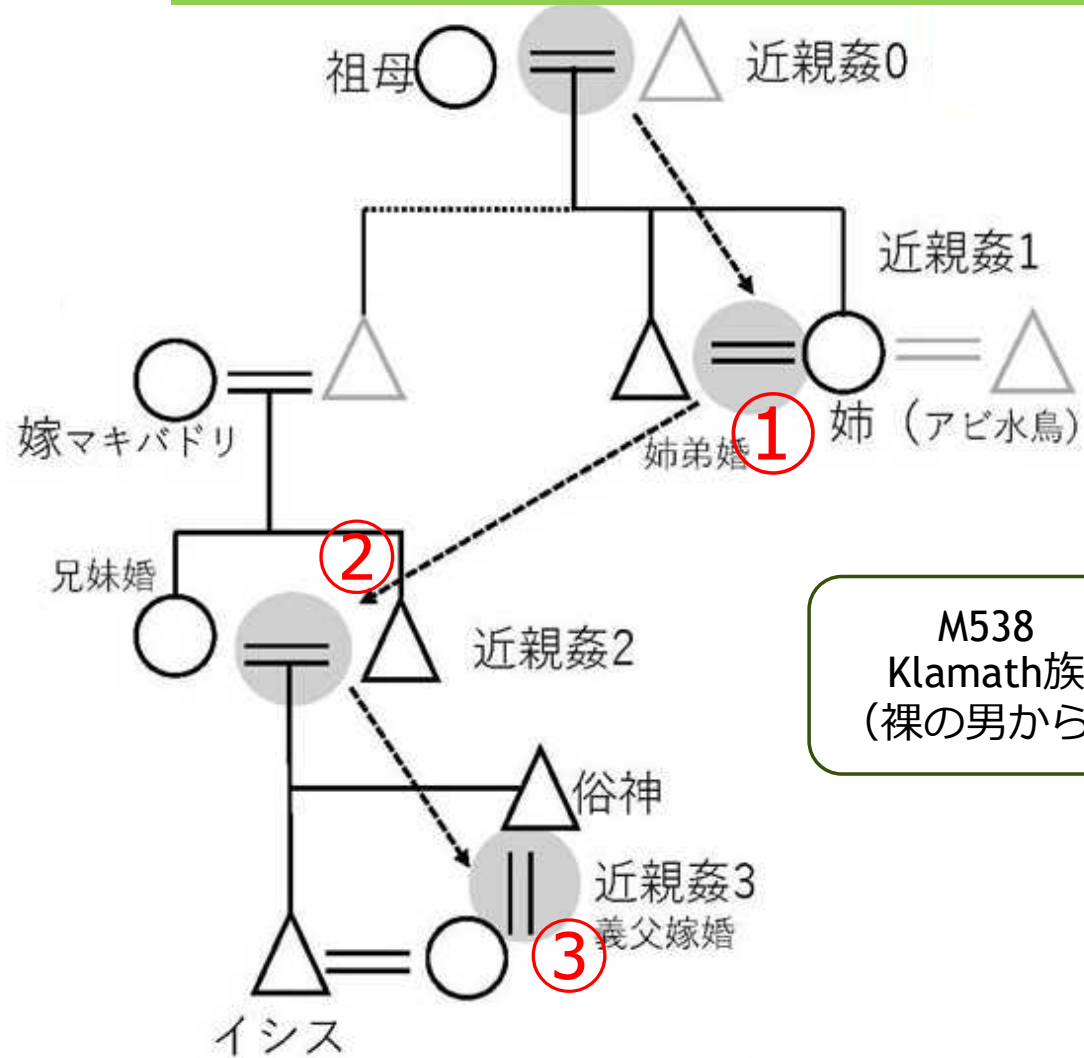 祖母
近親姦0
近親姦1
嫁マキバドリ
姉弟婚
①
姉（アビ水鳥）
兄妹婚
②
近親姦2
M538
Klamath族
（裸の男から
俗神
近親姦3
義父嫁婚
③
イシス